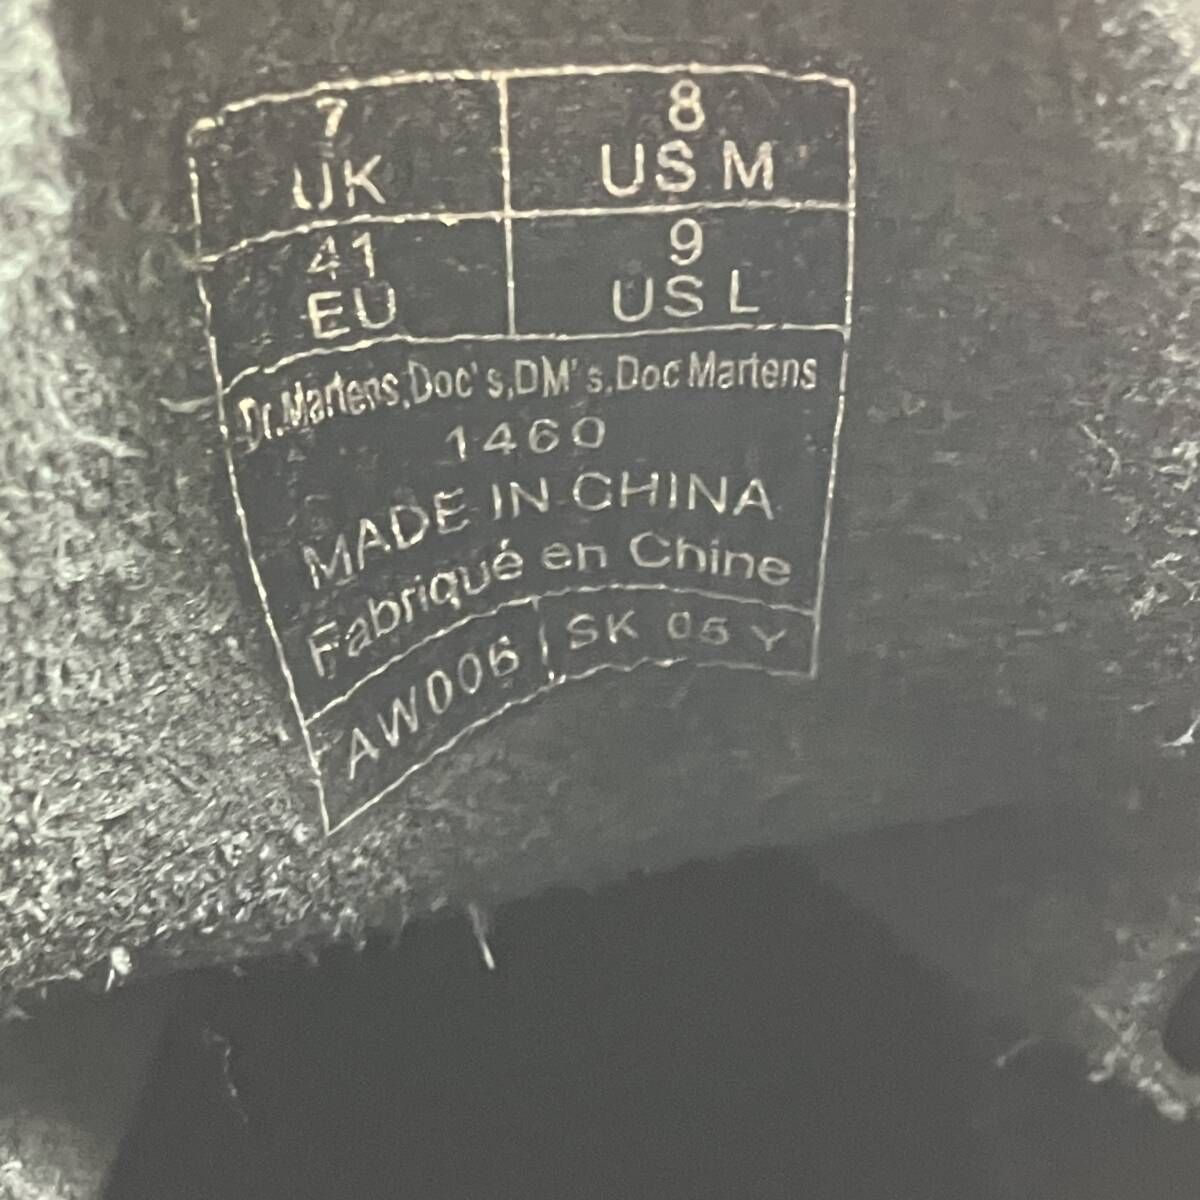 7 8
UK US M
41 9
EU US L
Dr.Martens,Doc's,DM's,Doc Martens
1460
MADE IN CHINA
Fabriqué en Chine
AW006 SK 05 Y